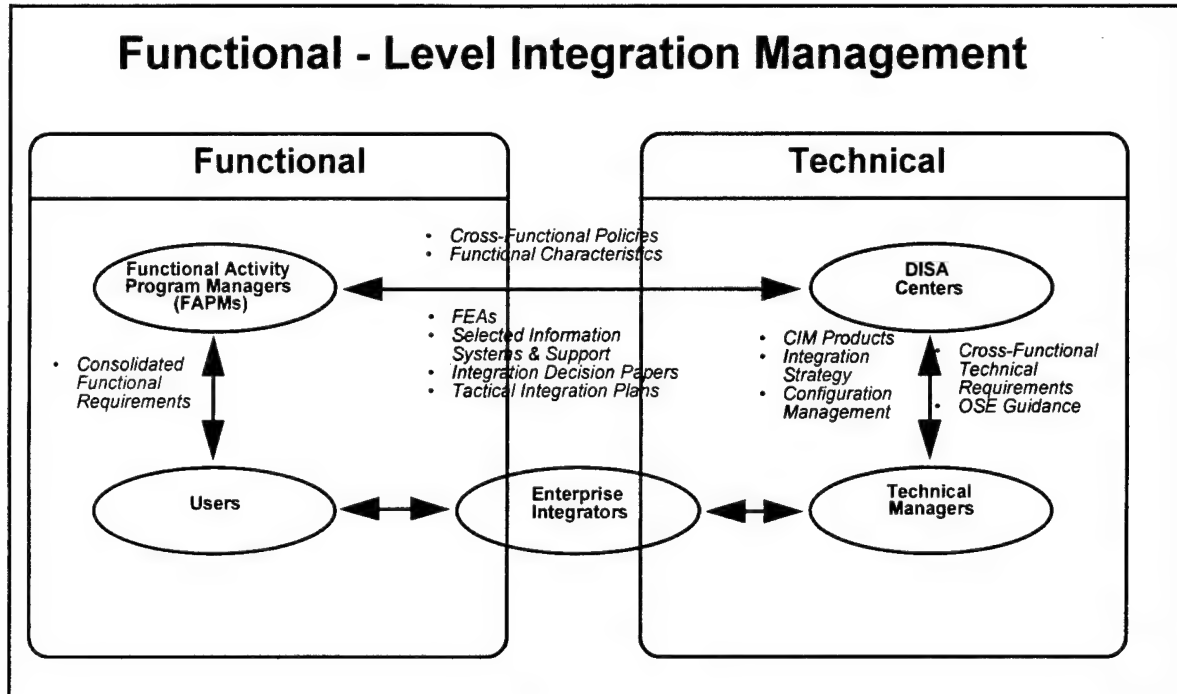 Functional - Level Integration Management
Functional
Technical
• Cross-Functional Policies
• Functional Characteristics
Functional Activity
Program Managers
(FAPMs)
DISA
Centers
• FEAs
• Selected Information
Systems & Support
• Integration Decision Papers
• Tactical Integration Plans
• Consolidated
Functional
Requirements
• CIM Products
• Integration
Strategy
• Configuration
Management
• Cross-Functional
Technical
Requirements
• OSE Guidance
Users
Enterprise
Integrators
Technical
Managers